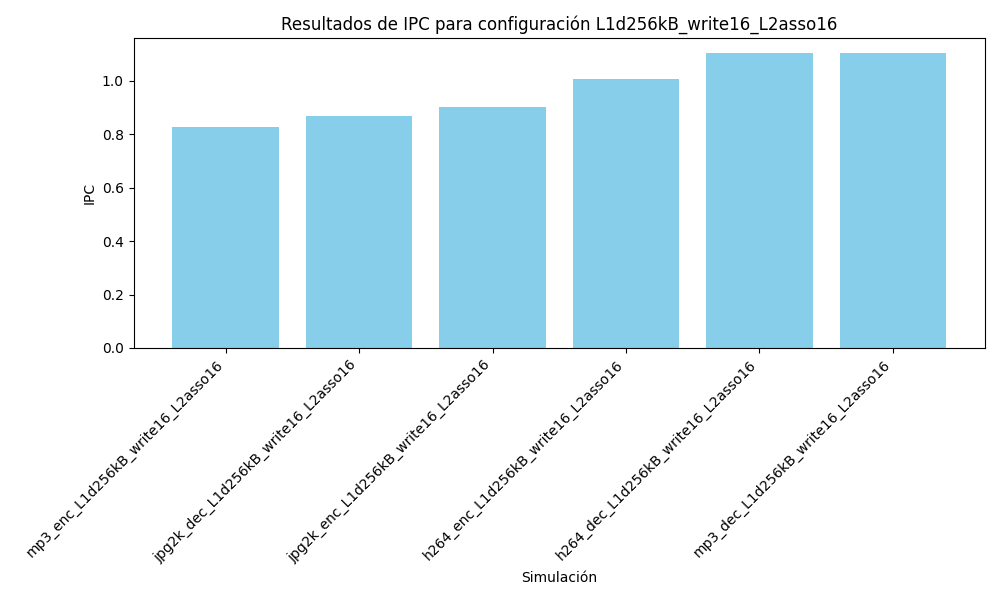 Resultados de IPC para configuración L1d256kB_write16_L2asso16
IPC
1.0
0.8
0.6
0.4
0.2
0.0
mp3_enc_L1d256kB_write16_L2asso16
jpg2k_dec_L1d256kB_write16_L2asso16
jpg2k_enc_L1d256kB_write16_L2asso16
h264_enc_L1d256kB_write16_L2asso16
h264_dec_L1d256kB_write16_L2asso16
mp3_dec_L1d256kB_write16_L2asso16
Simulación